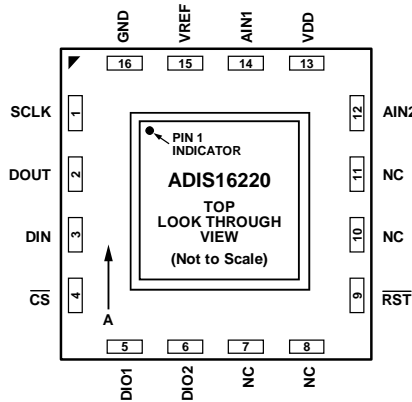 GND
VREF
AIN1
VDD
16
15
14
13
SCLK
1
12
AIN2
PIN 1
INDICATOR
ADIS16220
DOUT
2
11
NC
TOP
LOOK THROUGH
VIEW
(Not to Scale)
DIN
3
10
NC
CS
4
A
9
RST
5
6
7
8
DIO1
DIO2
NC
NC